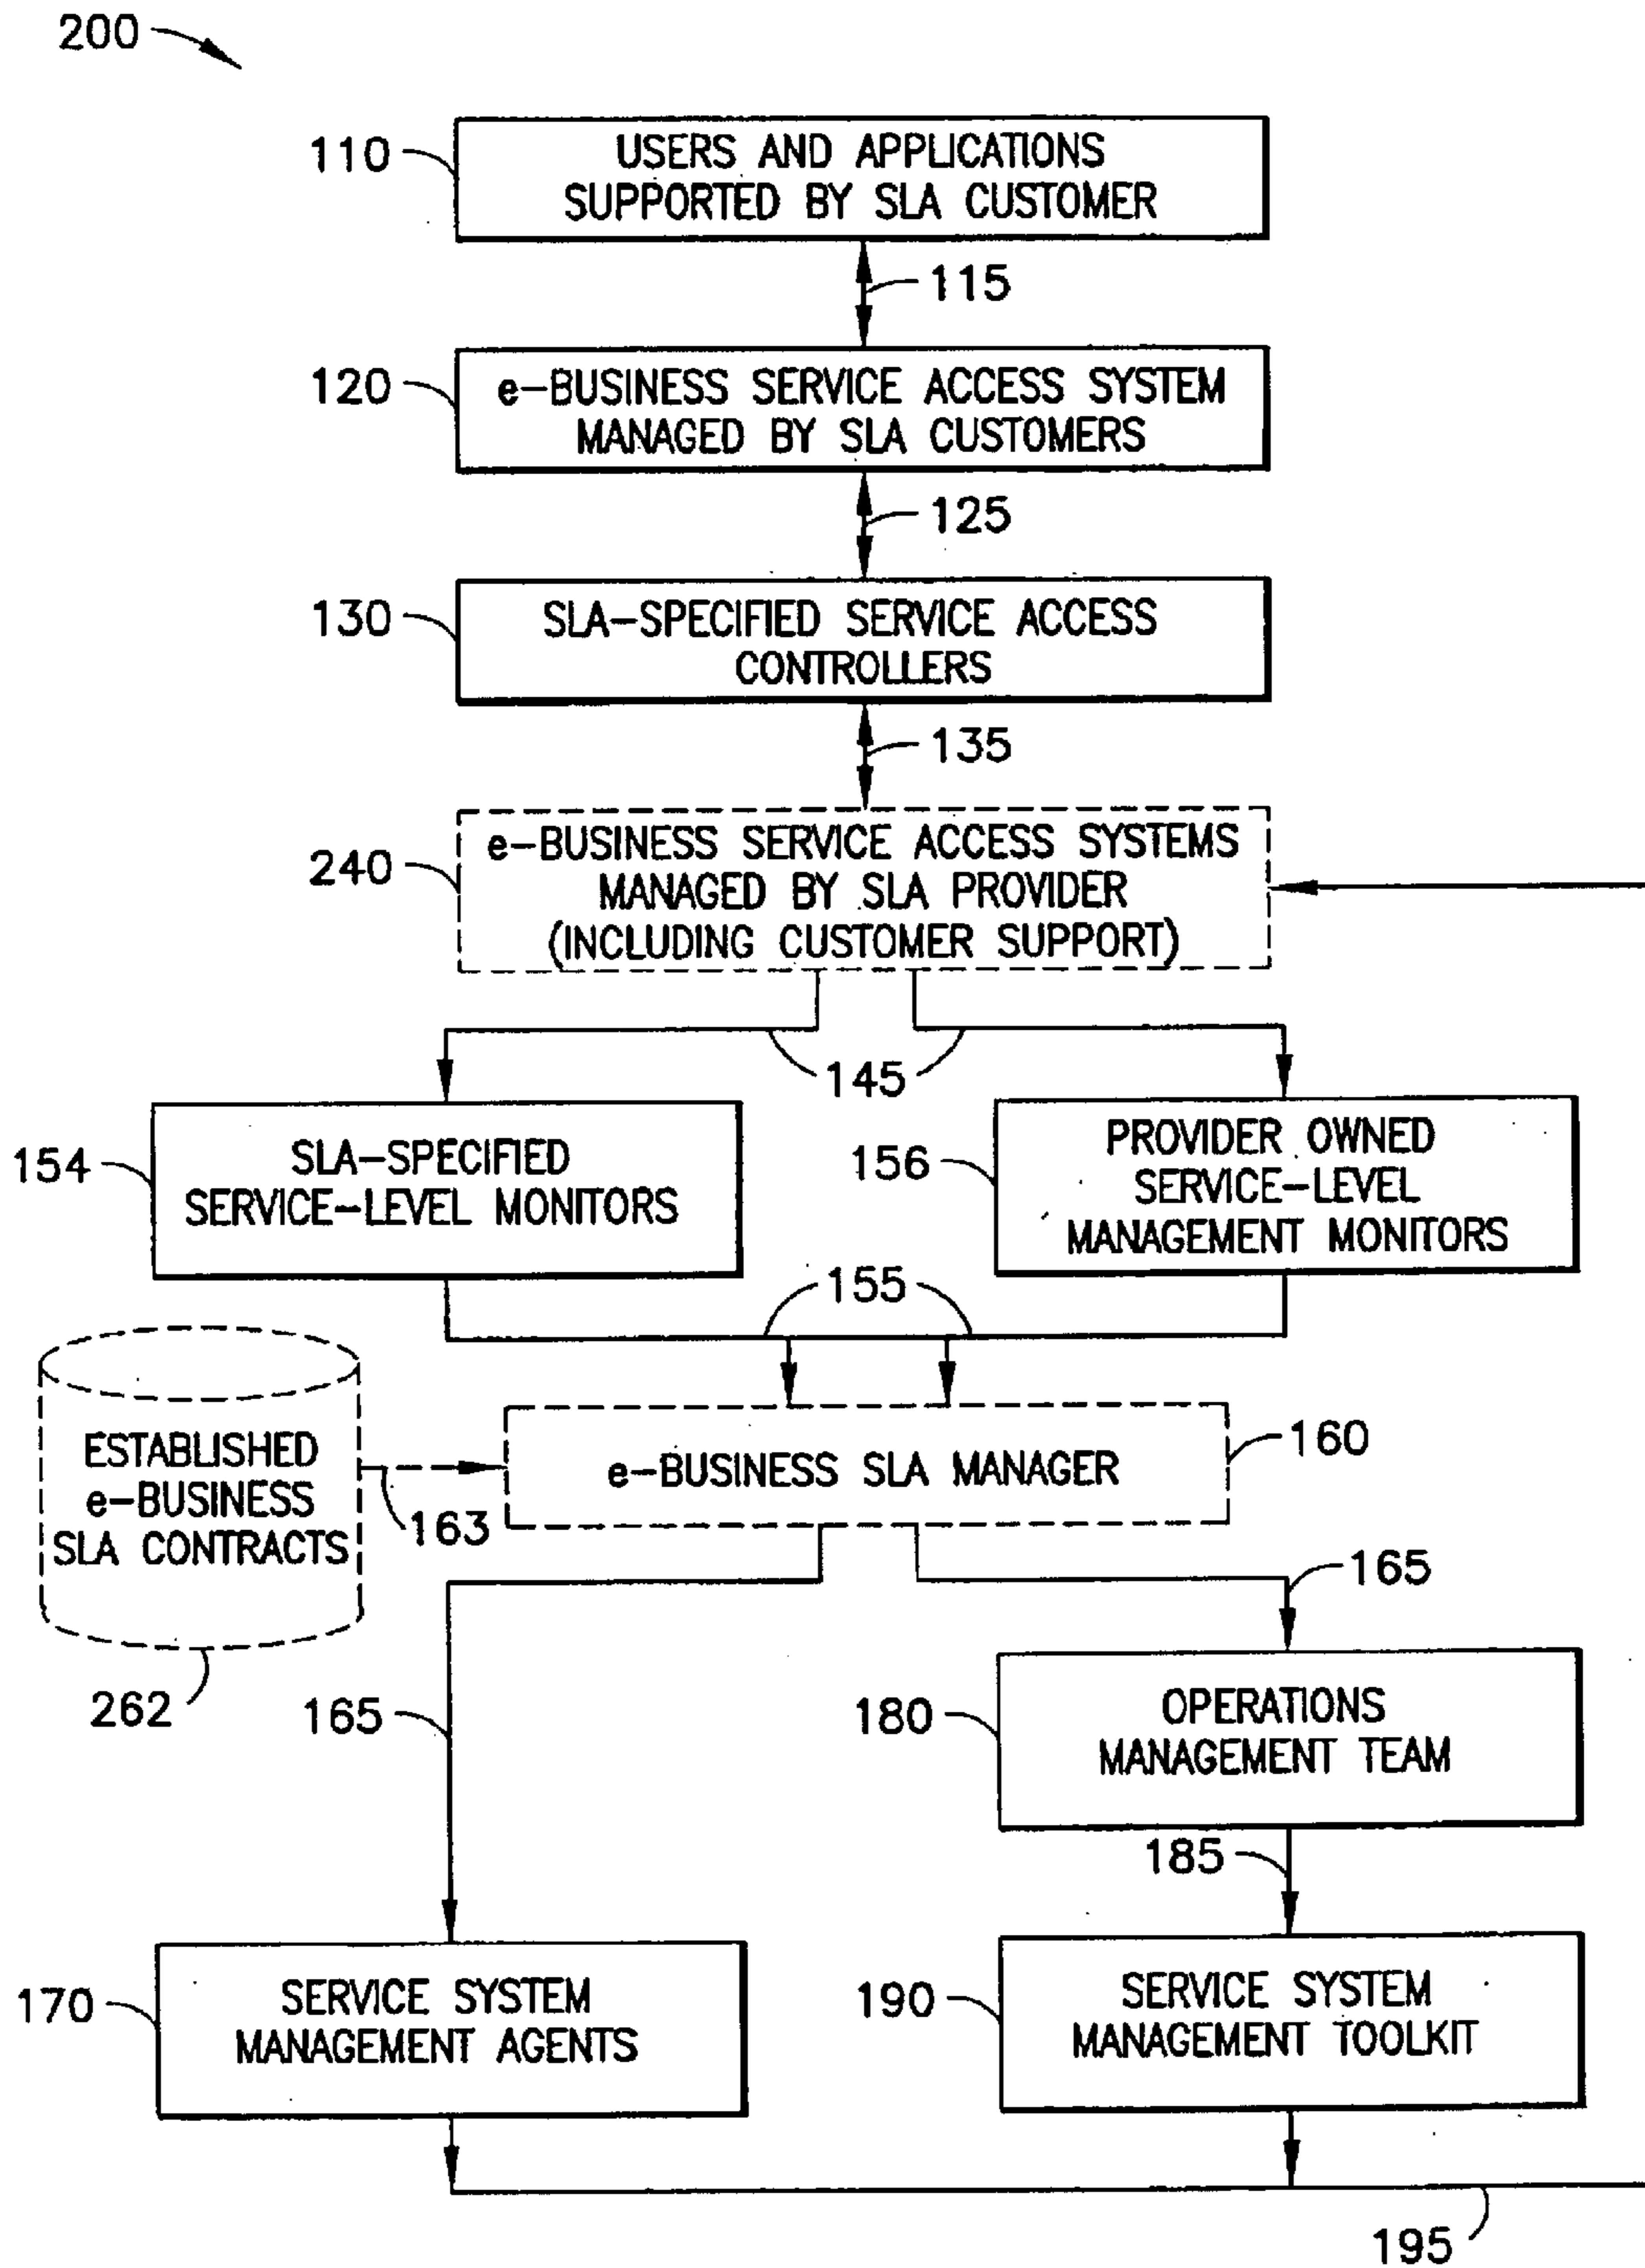 200
110
USERS AND APPLICATIONS
SUPPORTED BY SLA CUSTOMER
115
120
e-BUSINESS SERVICE ACCESS SYSTEM
MANAGED BY SLA CUSTOMERS
125
130
SLA-SPECIFIED SERVICE ACCESS
CONTROLLERS
135
240
e-BUSINESS SERVICE ACCESS SYSTEMS
MANAGED BY SLA PROVIDER
(INCLUDING CUSTOMER SUPPORT)
145
154
SLA-SPECIFIED
SERVICE-LEVEL MONITORS
156
PROVIDER OWNED
SERVICE-LEVEL
MANAGEMENT MONITORS
155
ESTABLISHED
e-BUSINESS
SLA CONTRACTS
163
e-BUSINESS SLA MANAGER
160
262
165
165
180
OPERATIONS
MANAGEMENT TEAM
185
170
SERVICE SYSTEM
MANAGEMENT AGENTS
190
SERVICE SYSTEM
MANAGEMENT TOOLKIT
195